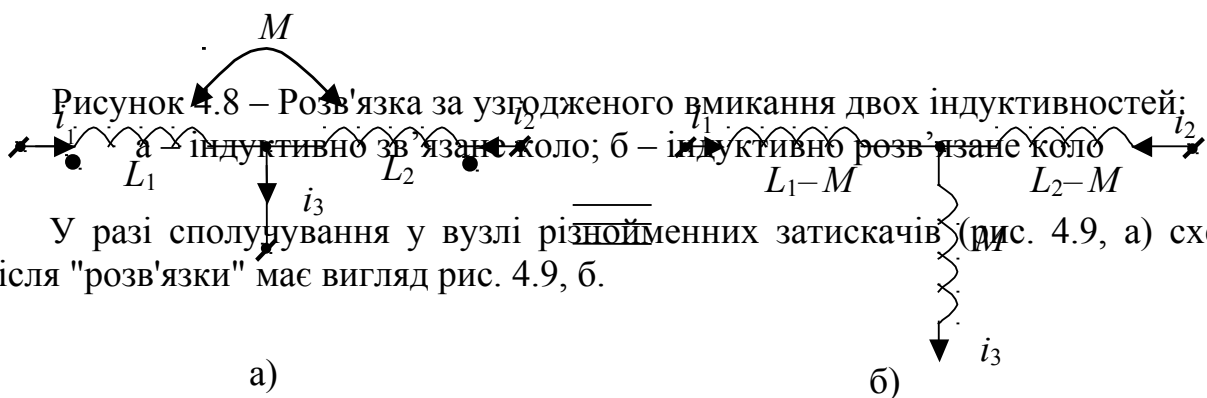 M
Рисунок 4.8 – Розв'язка за узгодженого вмикання двох індуктивностей:
i1 i2 i1 i2
а – індуктивно зв’язане коло; б – індуктивно розв’язане коло
L1 L2 L1–M L2–M
i3
У разі сполучування у вузлі різнойменних затискачів (рис. 4.9, а) схе
ісля "розв'язки" має вигляд рис. 4.9, б.
M
i3
а) б)